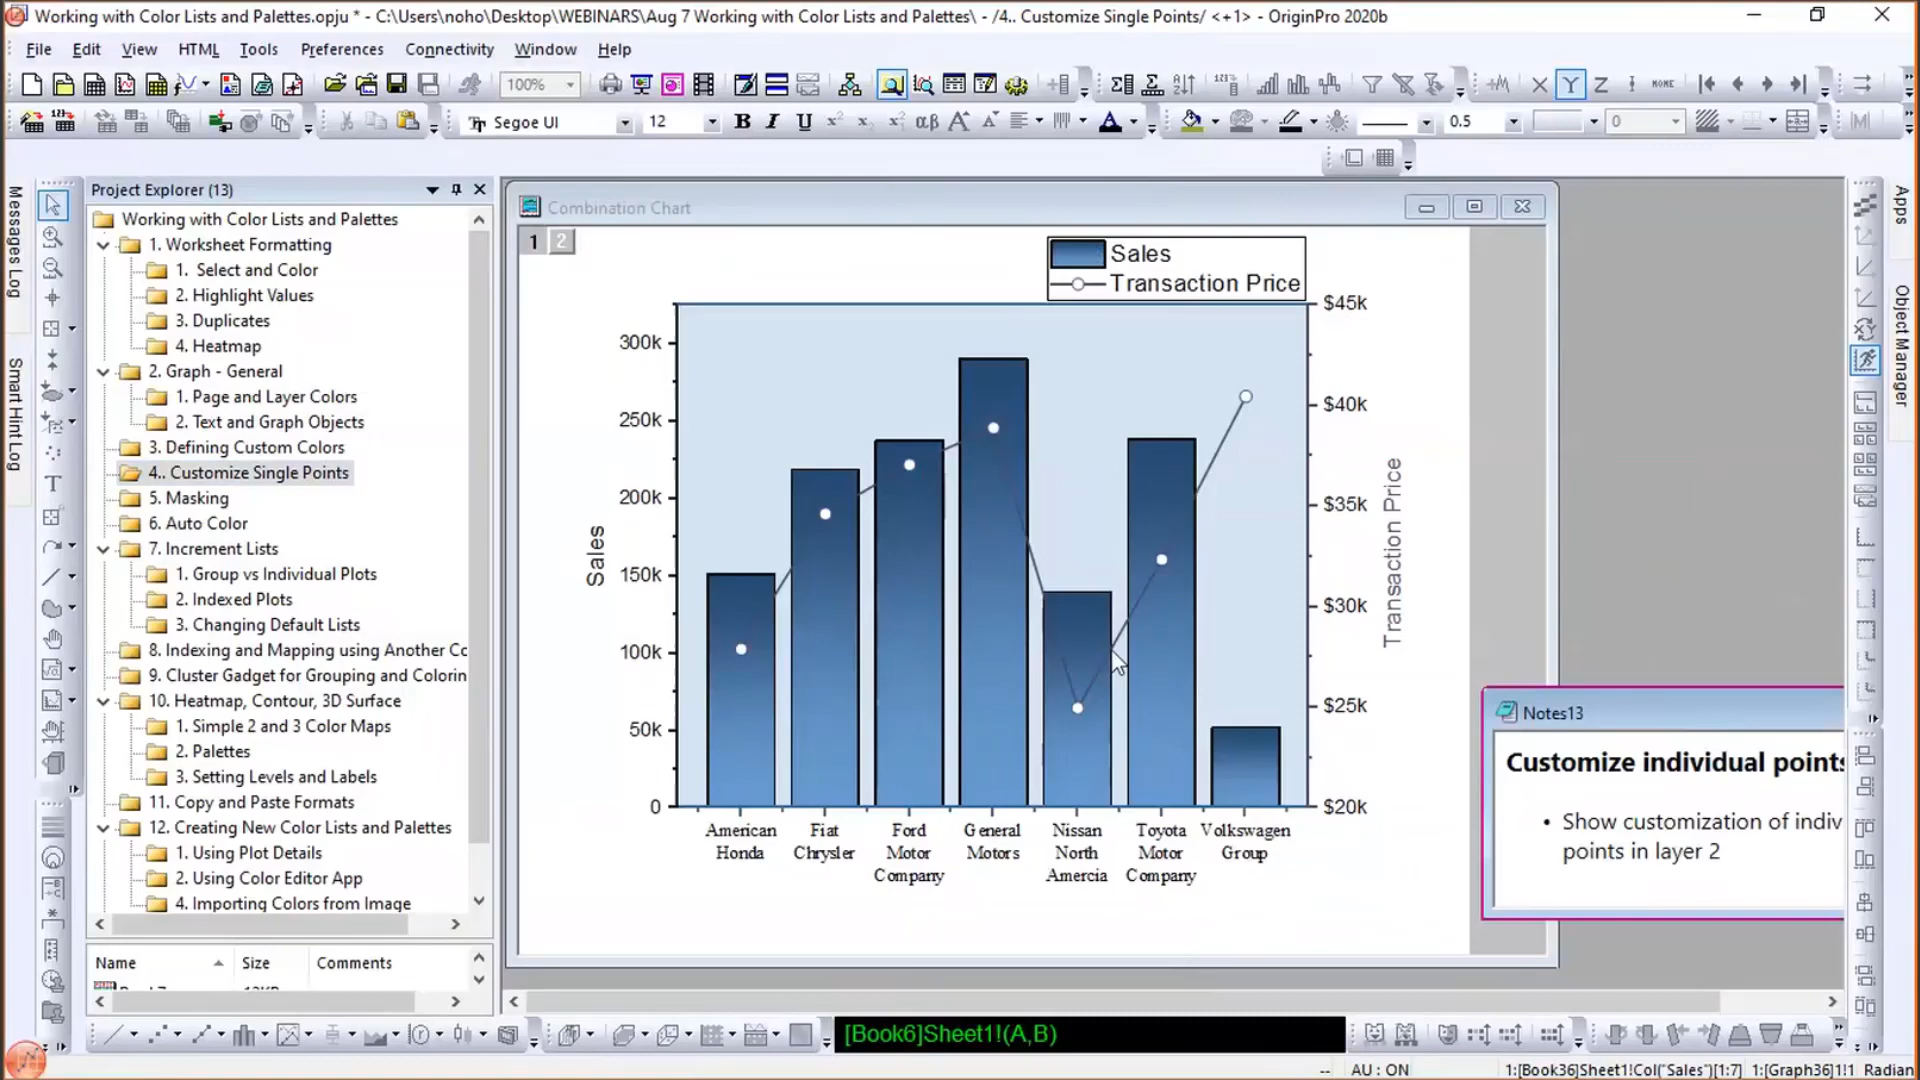 Working with Color Lists and Palettes.opju * - C:\Users\noho\Desktop\WEBINARS\Aug 7 Working with Color Lists and Palettes\ - /4.. Customize Single Points/ <+1> - OriginPro 2020b
File Edit View HTML Tools Preferences Connectivity Window Help
100%
X Y Z HOME
Segoe UI 12 B I U αβ A A A 0.5 0
Messages Log
Smart Hint Log
Project Explorer (13)
Working with Color Lists and Palettes
1. Worksheet Formatting
1. Select and Color
2. Highlight Values
3. Duplicates
4. Heatmap
2. Graph - General
1. Page and Layer Colors
2. Text and Graph Objects
3. Defining Custom Colors
4.. Customize Single Points
5. Masking
6. Auto Color
7. Increment Lists
1. Group vs Individual Plots
2. Indexed Plots
3. Changing Default Lists
8. Indexing and Mapping using Another Co
9. Cluster Gadget for Grouping and Colorin
10. Heatmap, Contour, 3D Surface
1. Simple 2 and 3 Color Maps
2. Palettes
3. Setting Levels and Labels
11. Copy and Paste Formats
12. Creating New Color Lists and Palettes
1. Using Plot Details
2. Using Color Editor App
4. Importing Colors from Image
Name Size Comments
Combination Chart
1 2
Sales
Transaction Price
300k
250k
200k
150k
100k
50k
0
Sales
$45k
$40k
$35k
$30k
$25k
$20k
Transaction Price
American Honda
Fiat Chrysler
Ford Motor Company
General Motors
Nissan North Amercia
Toyota Motor Company
Volkswagen Group
Notes13
Customize individual points
• Show customization of indiv
points in layer 2
Apps
Object Manager
[Book6]Sheet1!(A,B)
-- AU : ON 1:[Book36]Sheet1!Col("Sales")[1:7] 1:[Graph36]1!1 Radian